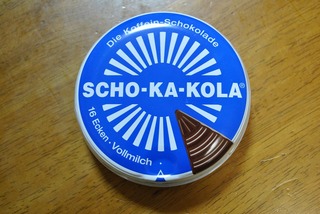 Die Koffein-Schokolade
SCHO-KA-KOLA®
16 Ecken · Vollmilch